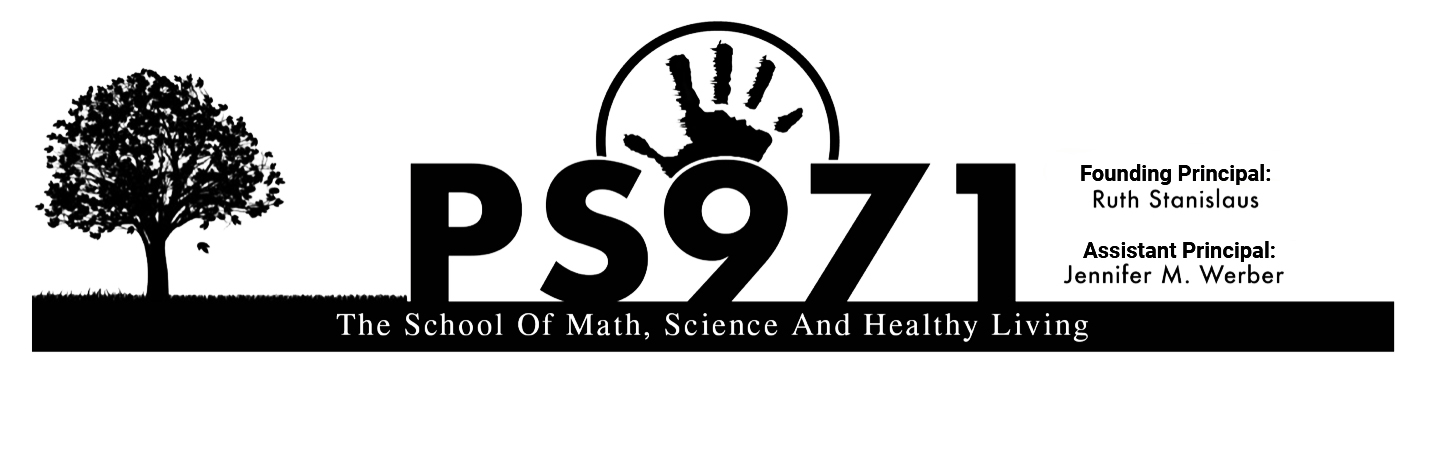 PS971
Founding Principal:
Ruth Stanislaus
Assistant Principal:
Jennifer M. Werber
The School Of Math, Science And Healthy Living